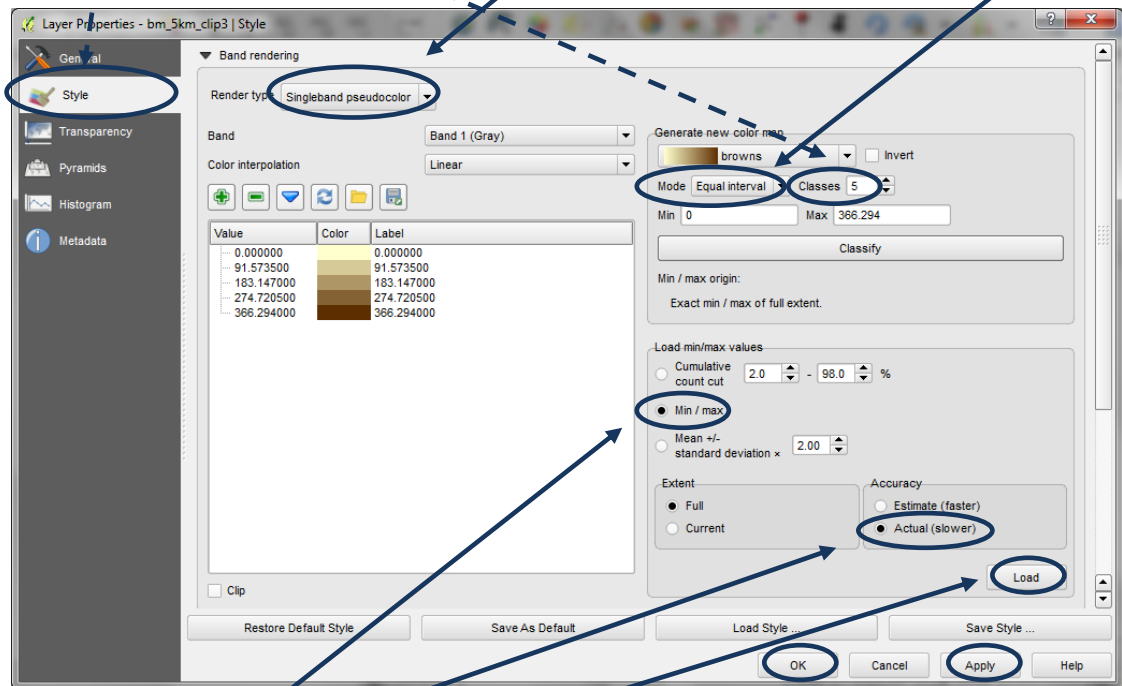 Layer Properties - bm_5km_clip3 | Style
General
Style
Transparency
Pyramids
Histogram
Metadata
Band rendering
Render type Singleband pseudocolor
Band Band 1 (Gray)
Color interpolation Linear
Value Color Label
0.000000 0.000000
91.573500 91.573500
183.147000 183.147000
274.720500 274.720500
366.294000 366.294000
Clip
Generate new color map
browns Invert
Mode Equal interval Classes 5
Min 0 Max 366.294
Classify
Min / max origin:
Exact min / max of full extent.
Load min/max values
Cumulative
count cut 2.0 - 98.0 %
Min / max
Mean +/-
standard deviation × 2.00
Extent
Full
Current
Accuracy
Estimate (faster)
Actual (slower)
Load
Restore Default Style Save As Default Load Style ... Save Style ...
OK Cancel Apply Help